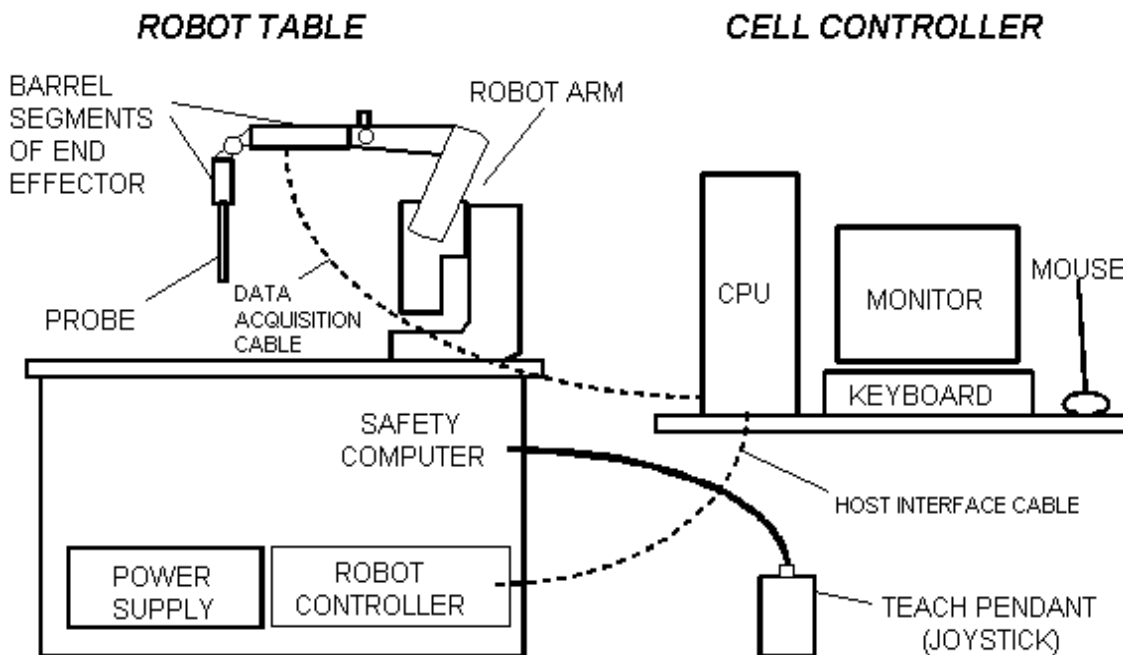 ROBOT TABLE
CELL CONTROLLER
BARREL
SEGMENTS
OF END
EFFECTOR
ROBOT ARM
PROBE
DATA
ACQUISITION
CABLE
CPU
MONITOR
MOUSE
KEYBOARD
SAFETY
COMPUTER
HOST INTERFACE CABLE
POWER
SUPPLY
ROBOT
CONTROLLER
TEACH PENDANT
(JOYSTICK)